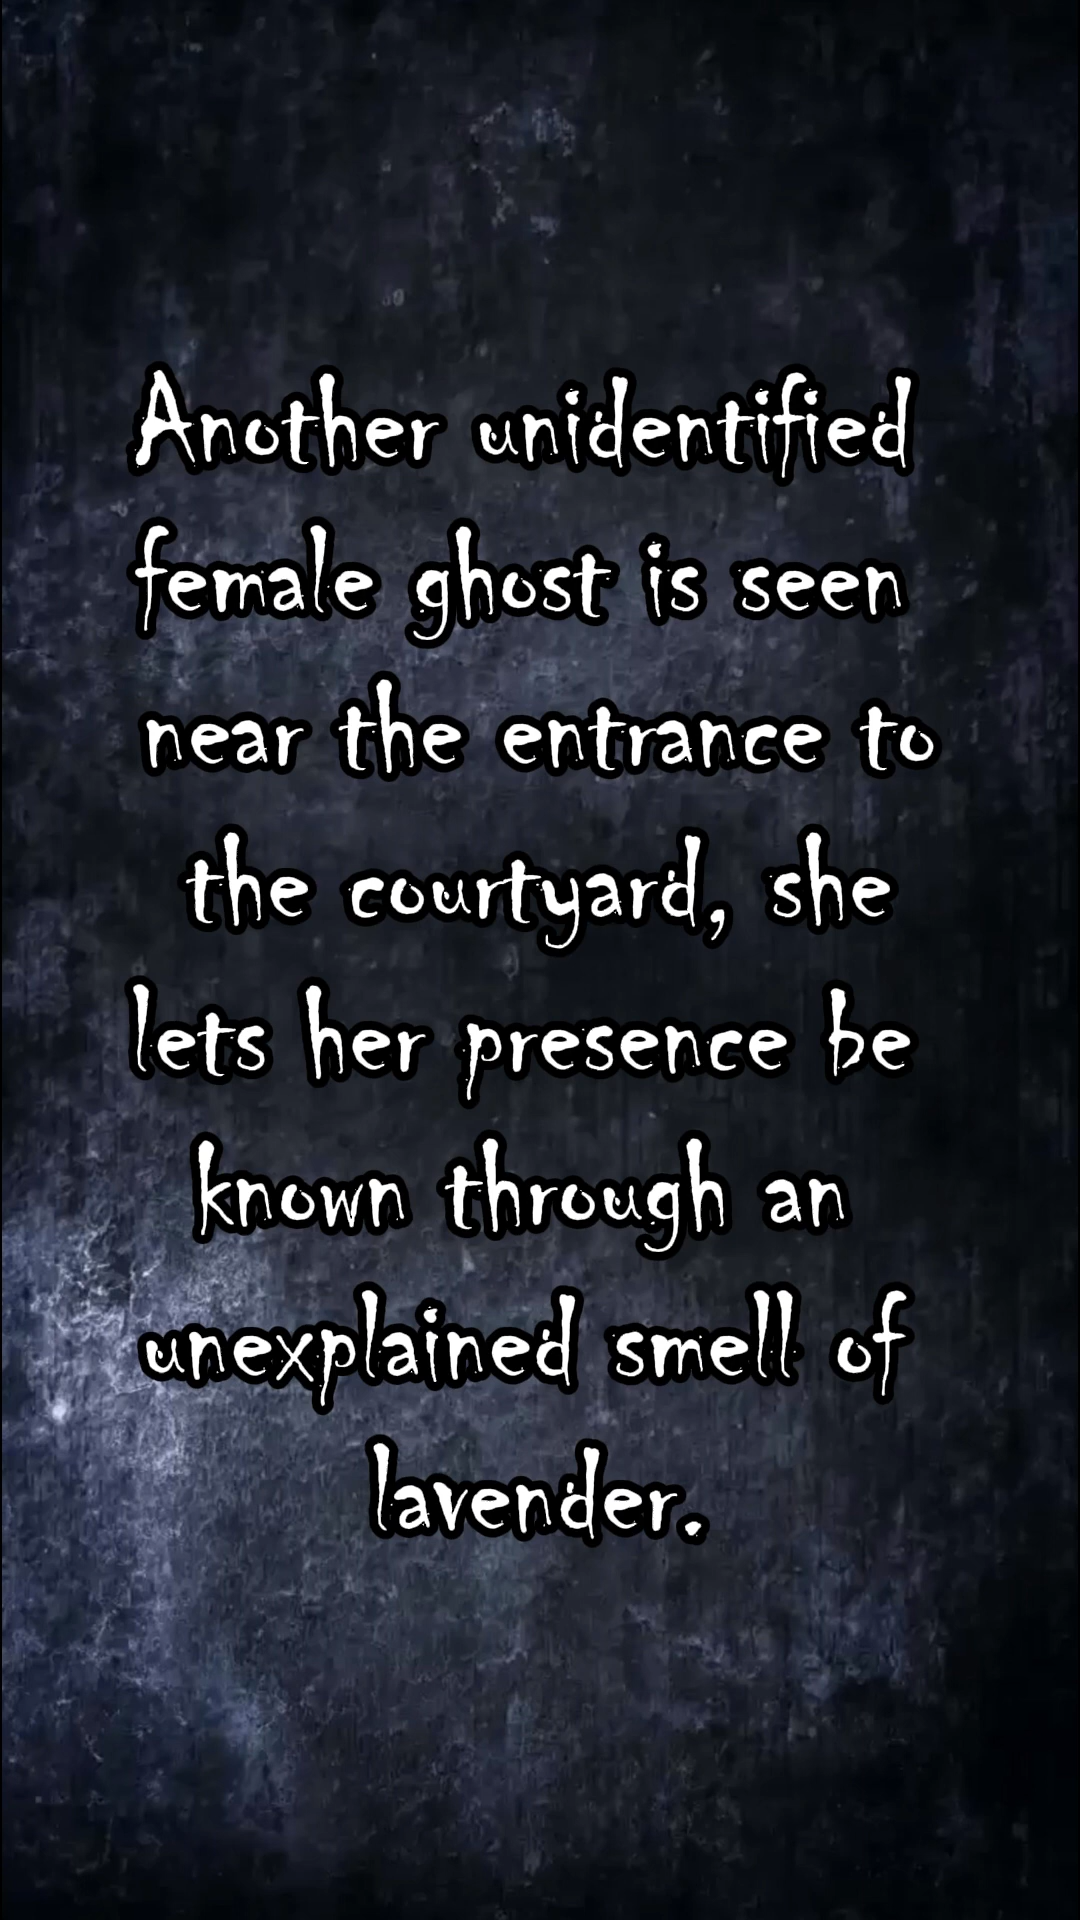 Another unidentified
female ghost is seen
near the entrance to
the courtyard, she
lets her presence be
known through an
unexplained smell of
lavender.